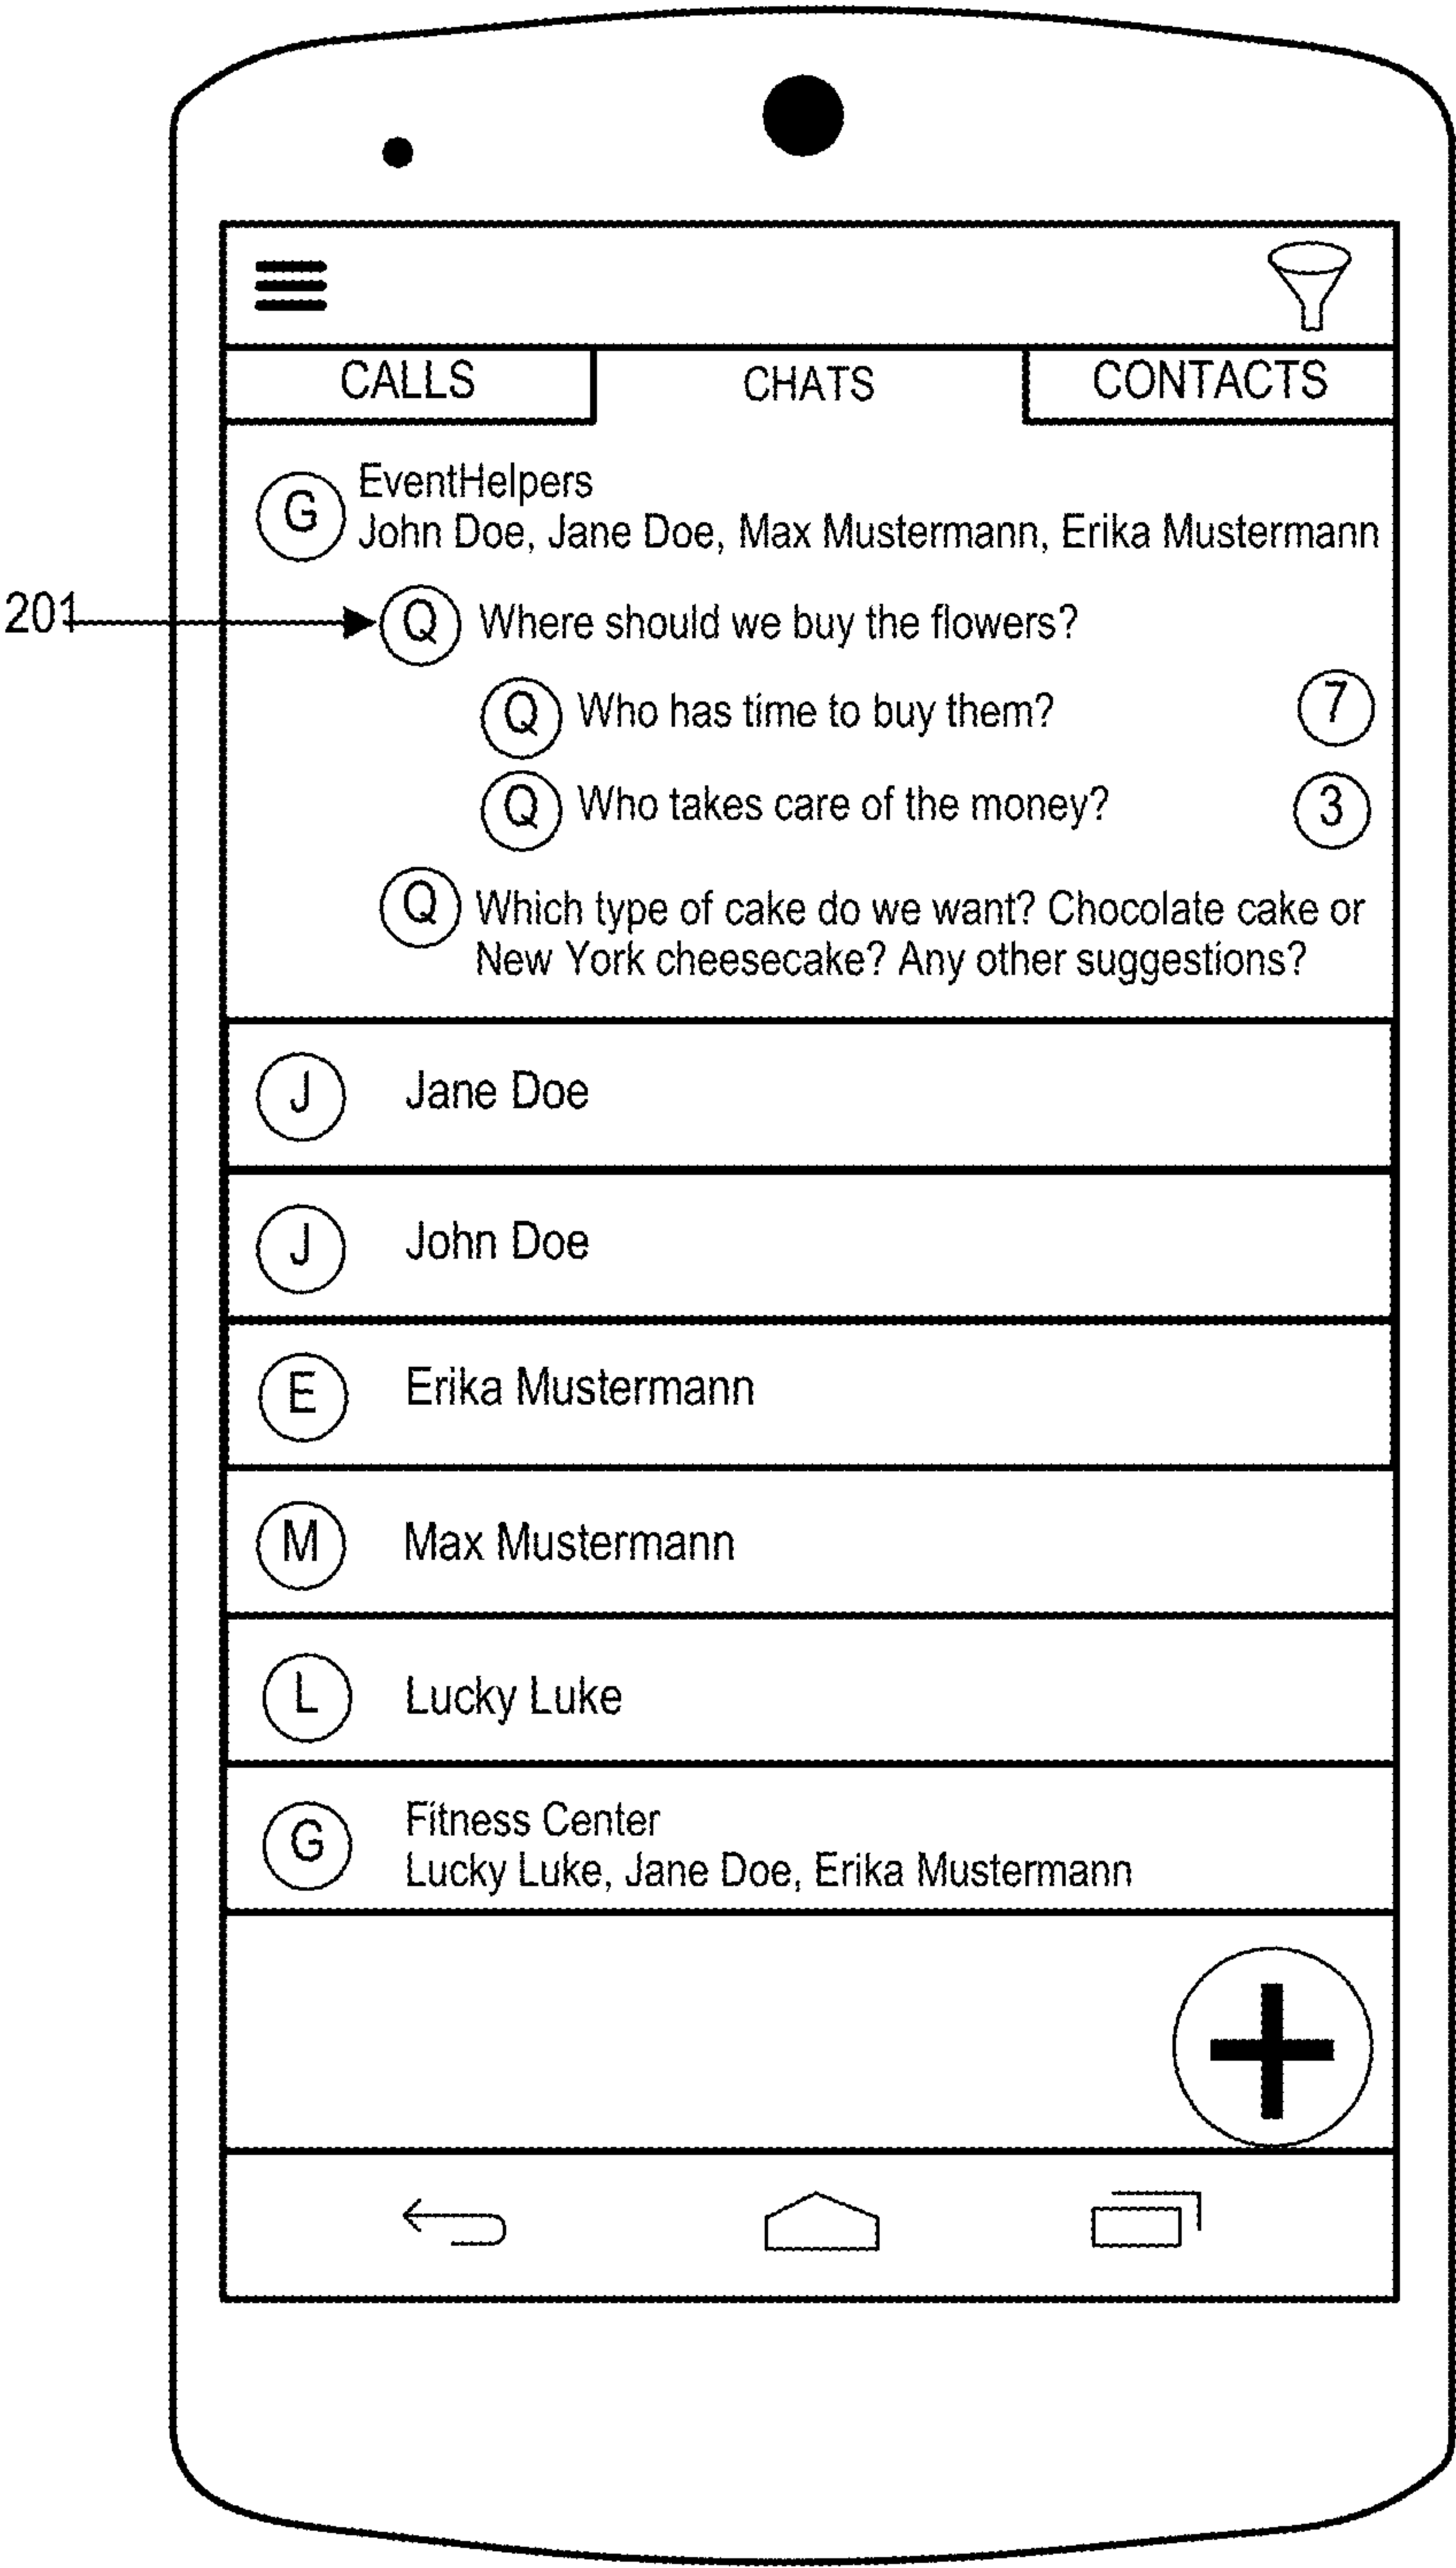 CALLS CHATS CONTACTS
G EventHelpers
John Doe, Jane Doe, Max Mustermann, Erika Mustermann
201 Q Where should we buy the flowers?
Q Who has time to buy them? 7
Q Who takes care of the money? 3
Q Which type of cake do we want? Chocolate cake or
New York cheesecake? Any other suggestions?
J Jane Doe
J John Doe
E Erika Mustermann
M Max Mustermann
L Lucky Luke
G Fitness Center
Lucky Luke, Jane Doe, Erika Mustermann